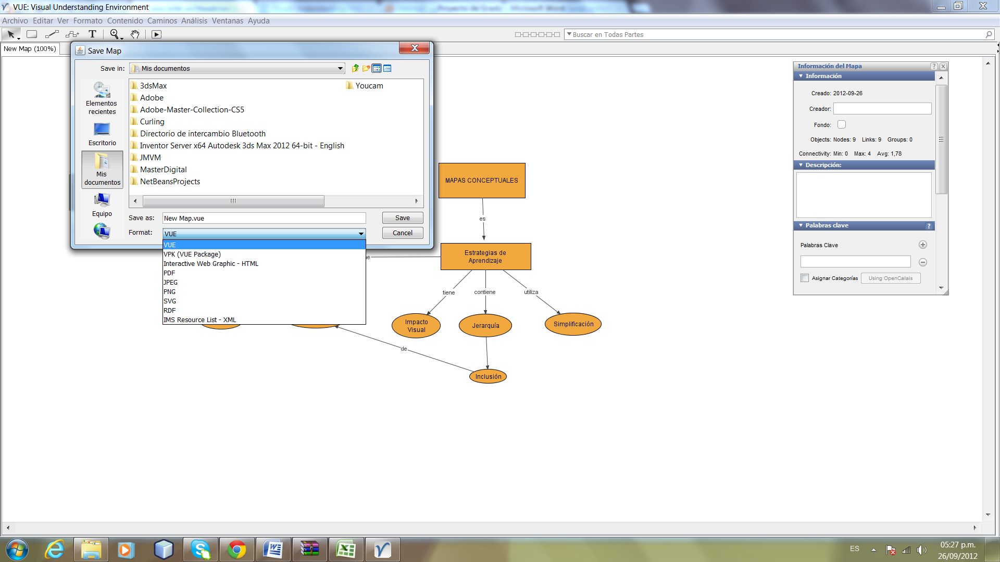 VUE: Visual Understanding Environment
Archivo Editar Ver Formato Contenido Caminos Análisis Ventanas Ayuda
T
Buscar en Todas Partes
New Map (100%)
Save Map
Save in: Mis documentos
Elementos recientes
Escritorio
Mis documentos
Equipo
3dsMax
Adobe
Adobe-Master-Collection-CS5
Curling
Directorio de intercambio Bluetooth
Inventor Server x64 Autodesk 3ds Max 2012 64-bit - English
JMVM
MasterDigital
NetBeansProjects
Youcam
Save as: New Map.vue
Save
Format: VUE
Cancel
VUE
VPK (VUE Package)
Interactive Web Graphic - HTML
PDF
JPEG
PNG
SVG
RDF
IMS Resource List - XML
MAPAS CONCEPTUALES
es
Estrategias de
Aprendizaje
tiene
contiene
utiliza
Impacto
Visual
Jerarquía
Simplificación
de
Inclusión
Información del Mapa
Información
Creado: 2012-09-26
Creador:
Fondo:
Objects: Nodes: 9 Links: 9 Groups: 0
Connectivity: Min: 0 Max: 4 Avg: 1,78
Descripción:
Palabras clave
Palabras Clave
Asignar Categorías
Using OpenCalais
ES
05:27 p.m.
26/09/2012